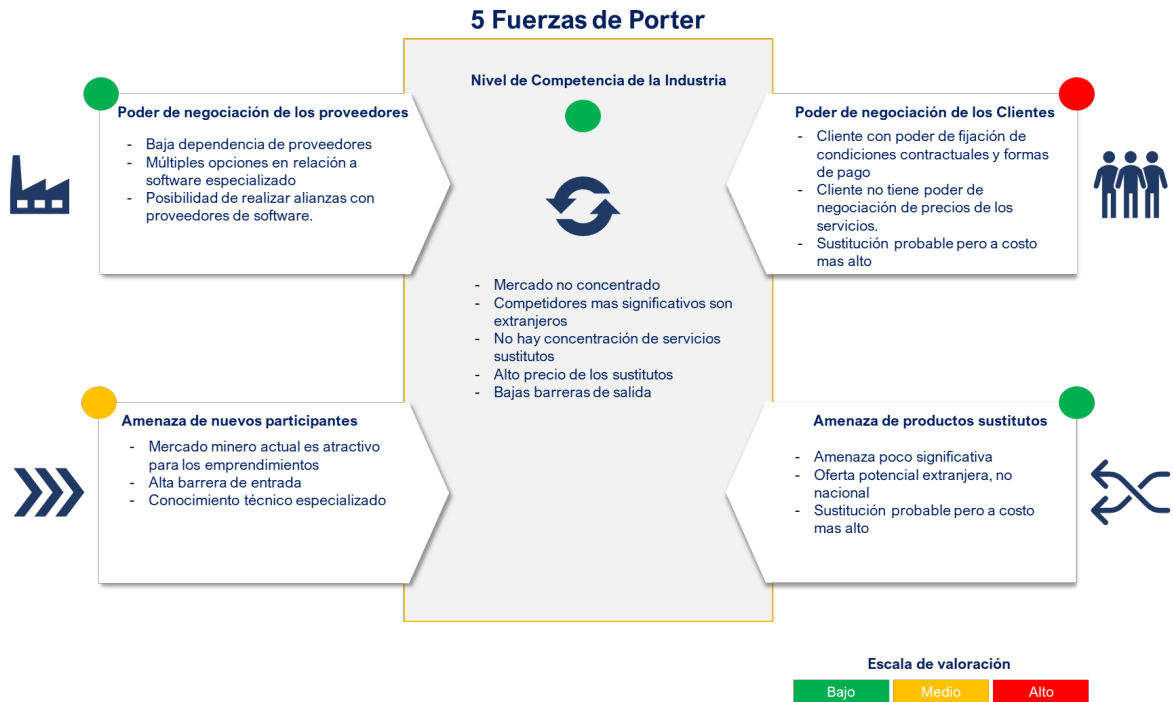 5 Fuerzas de Porter
Nivel de Competencia de la Industria
- Mercado no concentrado
- Competidores mas significativos son
extranjeros
- No hay concentración de servicios
sustitutos
- Alto precio de los sustitutos
- Bajas barreras de salida
Poder de negociación de los proveedores
- Baja dependencia de proveedores
- Múltiples opciones en relación a
software especializado
- Posibilidad de realizar alianzas con
proveedores de software.
Poder de negociación de los Clientes
- Cliente con poder de fijación de
condiciones contractuales y formas
de pago
- Cliente no tiene poder de
negociación de precios de los
servicios.
- Sustitución probable pero a costo
mas alto
Amenaza de nuevos participantes
- Mercado minero actual es atractivo
para los emprendimientos
- Alta barrera de entrada
- Conocimiento técnico especializado
Amenaza de productos sustitutos
- Amenaza poco significativa
- Oferta potencial extranjera, no
nacional
- Sustitución probable pero a costo
mas alto
Escala de valoración
Bajo
Medio
Alto